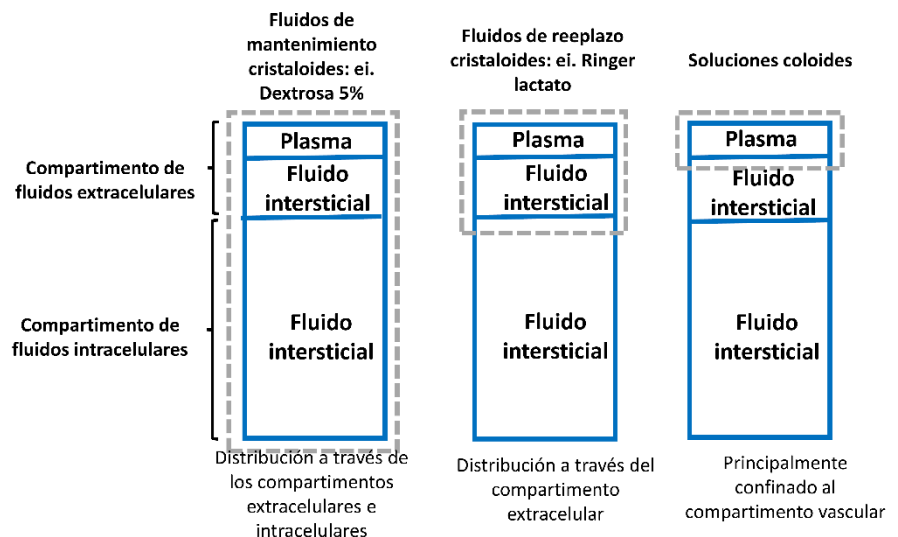 Fluidos de
mantenimiento
cristaloides: ei.
Dextrosa 5%
Fluidos de reeplazo
cristaloides: ei. Ringer
lactato
Soluciones coloides
Compartimento de
fluidos extracelulares
Compartimento de
fluidos intracelulares
Plasma
Fluido
intersticial
Fluido
intersticial
Plasma
Fluido
intersticial
Fluido
intersticial
Plasma
Fluido
intersticial
Fluido
intersticial
Distribución a través de
los compartimentos
extracelulares e
intracelulares
Distribución a través del
compartimento
extracelular
Principalmente
confinado al
compartimento vascular